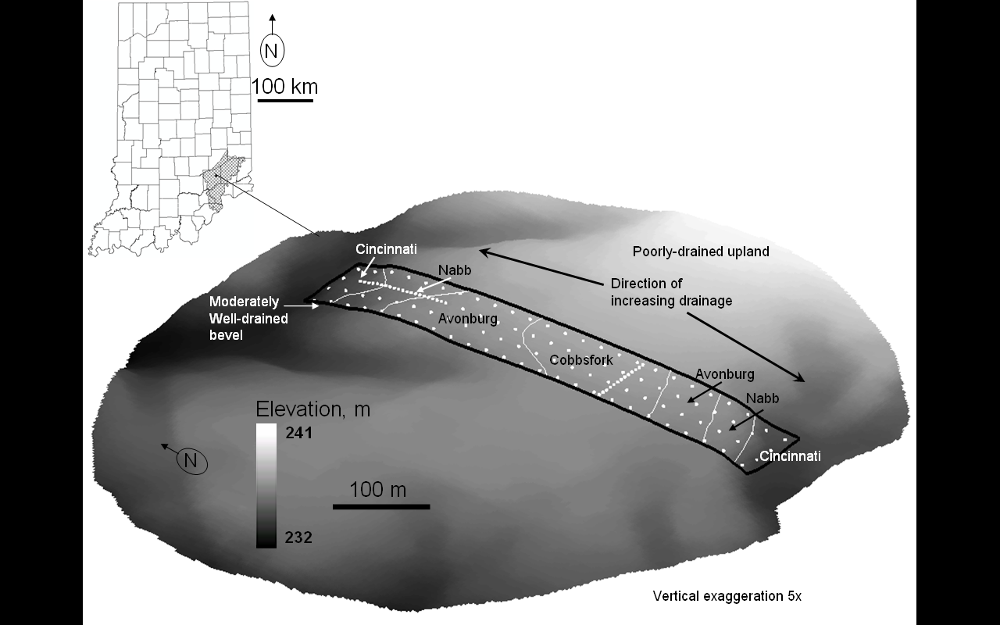 N
100 km
Cincinnati
Nabb
Poorly-drained upland
Direction of
increasing drainage
Moderately
Well-drained
bevel
Avonburg
Cobbsfork
Avonburg
Nabb
Cincinnati
Elevation, m
241
232
N
100 m
Vertical exaggeration 5x